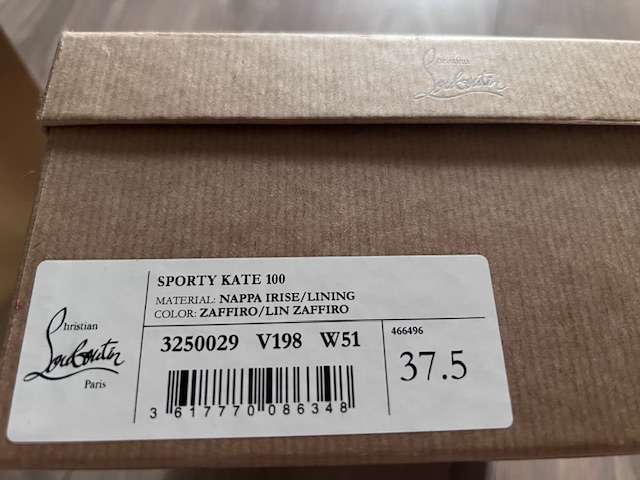 Christian
Louboutin
SPORTY KATE 100
MATERIAL: NAPPA IRISE/LINING
COLOR: ZAFFIRO/LIN ZAFFIRO
Christian
Louboutin
Paris
3250029 V198 W51
466496
37.5
3 617770 086348